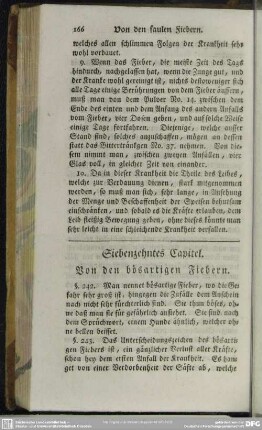 166 Von den faulen Fiebern.
welches allen schlimmen Folgen der Krankheit sehr
wohl vorbauet.
9. Wenn das Fieber, die meiste Zeit des Tags
hindurch, nachgelassen hat, wenn die Zunge gut, und
der Kranke wohl gereinigt ist, nichts destoweniger sich
alle Tage einige Berührungen von dem Fieber äussern,
muß man von dem Pulver No. 14. zwischen dem
Ende des einten und dem Anfang des andern Anfalls
vom Fieber, vier Dosen geben, und auf solche Weise
einige Tage fortfahren. Diejenige, welche ausser
Stand sind, solches anzuschaffen, mögen an dessen
statt das Bittertränkgen No. 37. nehmen. Von die-
sem nimmt man, zwischen zweyen Anfällen, vier
Glas voll, in gleicher Zeit von einander.
10. Da in dieser Krankheit die Theile des Leibes,
welche zur Verdauung dienen, stark mitgenommen
werden, so muß man sich, sehr lange, in Ansehung
der Menge und Beschaffenheit der Speisen behutsam
einschränken, und sobald es die Kräfte erlauben, dem
Leib fleißig Bewegung geben, ohne dieses könnte man
sehr leicht in eine schleichende Krankheit verfallen.
Siebenzehntes Capitel.
Von den bösartigen Fiebern.
§. 242. Man nennet bösartige Fieber, wo die Ge-
fahr sehr groß ist, hingegen die Zufälle dem Ansehen
nach nicht sehr fürchterlich sind. Sie thun böses, oh-
ne daß man sie für gefährlich ansiehet. Sie sind nach
dem Sprüchwort, einem Hunde ähnlich, welcher oh-
ne bellen beisset.
§. 243. Das Unterscheidungszeichen des bösarti-
gen Fiebers ist, ein gänzlicher Verlust aller Kräfte,
schon bey dem ersten Anfall der Krankheit. Es han-
get von einer Verdorbenheit der Säfte ab, welche